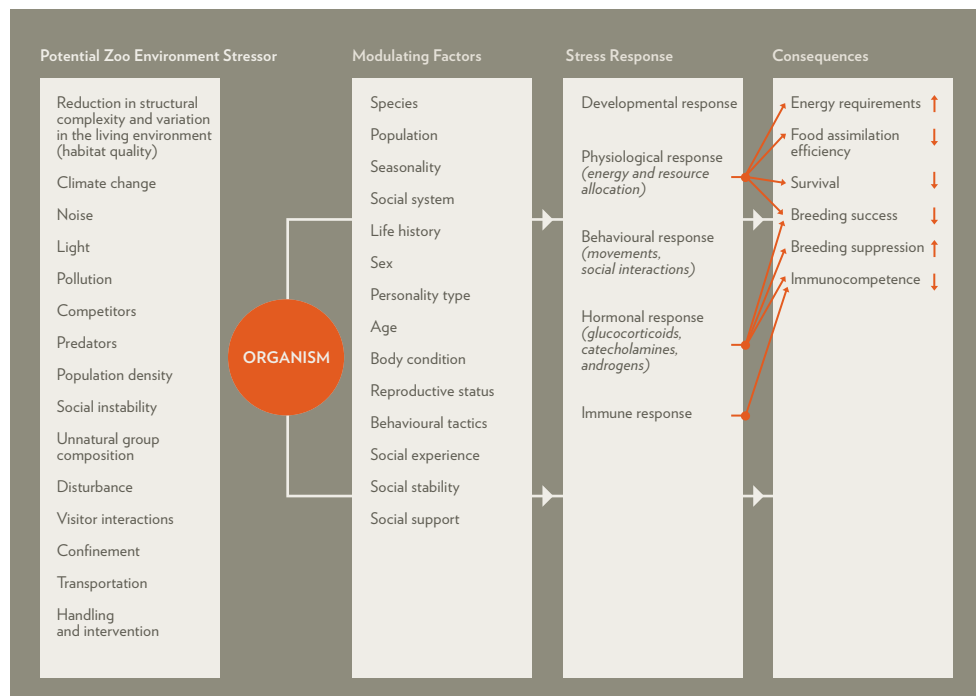 Potential Zoo Environment Stressor
Reduction in structural
complexity and variation
in the living environment
(habitat quality)
Climate change
Noise
Light
Pollution
Competitors
Predators
Population density
Social instability
Unnatural group
composition
Disturbance
Visitor interactions
Confinement
Transportation
Handling
and intervention
ORGANISM
Modulating Factors
Species
Population
Seasonality
Social system
Life history
Sex
Personality type
Age
Body condition
Reproductive status
Behavioural tactics
Social experience
Social stability
Social support
Stress Response
Developmental response
Physiological response
(energy and resource
allocation)
Behavioural response
(movements,
social interactions)
Hormonal response
(glucocorticoids,
catecholamines,
androgens)
Immune response
Consequences
Energy requirements
Food assimilation
efficiency
Survival
Breeding success
Breeding suppression
Immunocompetence